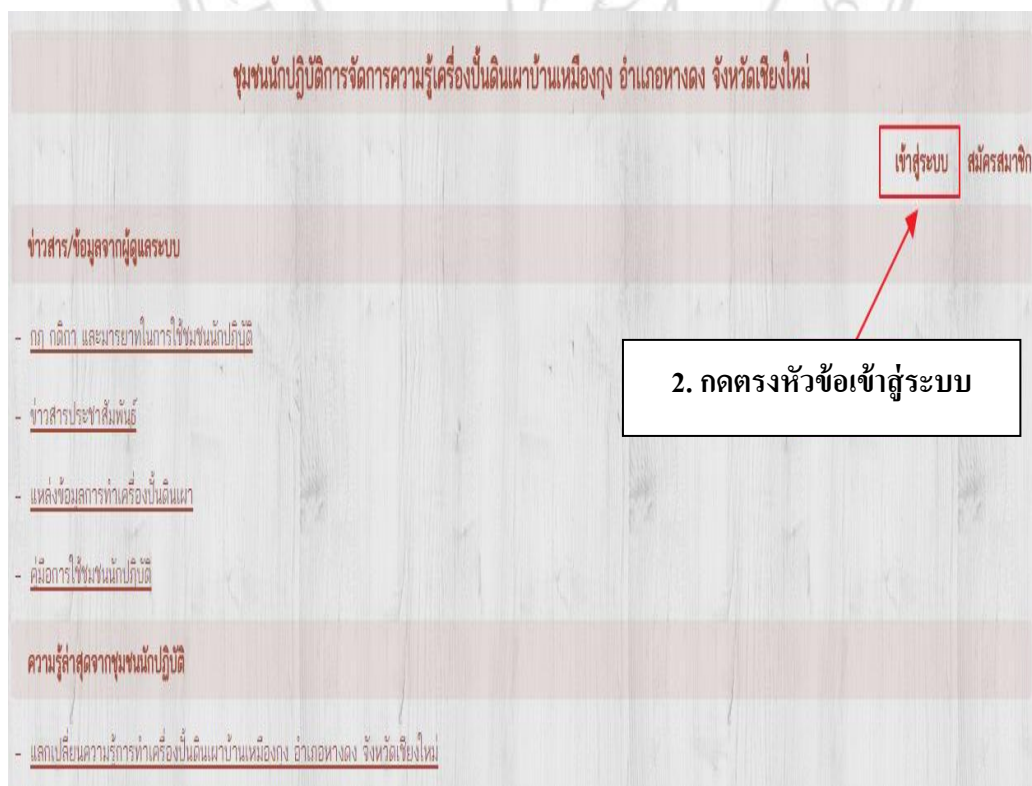 ชุมชนนักปฏิบัติการจัดการความรู้เครื่องปั้นดินเผาบ้านเหมืองกุง อำเภอหางดง จังหวัดเชียงใหม่
เข้าสู่ระบบ สมัครสมาชิก
ข่าวสาร/ข้อมูลจากผู้ดูแลระบบ
- กฎ กติกา และมารยาทในการใช้ชุมชนนักปฏิบัติ
2. กดตรงหัวข้อเข้าสู่ระบบ
- ข่าวสารประชาสัมพันธ์
- แหล่งข้อมูลการทำเครื่องปั้นดินเผา
- คู่มือการใช้ชุมชนนักปฏิบัติ
ความรู้ล่าสุดจากชุมชนนักปฏิบัติ
- แลกเปลี่ยนความรู้การทำเครื่องปั้นดินเผาบ้านเหมืองกุง อำเภอหางดง จังหวัดเชียงใหม่